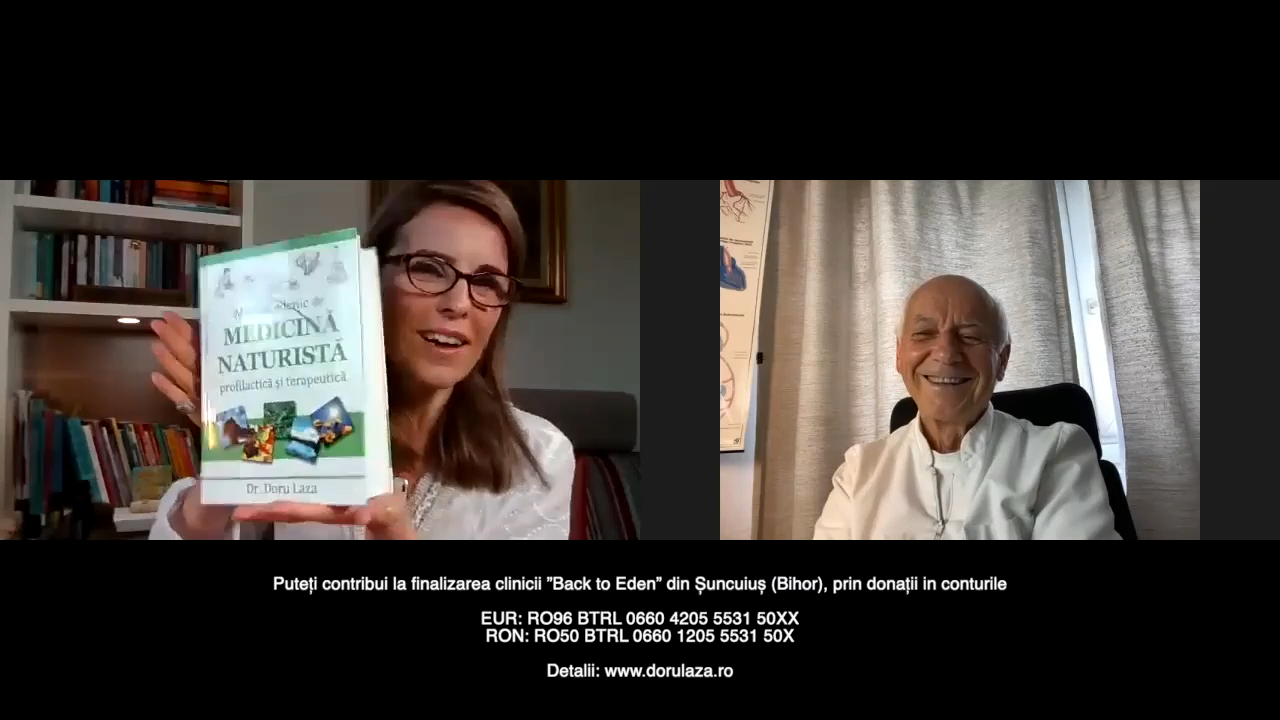 MEDICINĂ
NATURISTĂ
profilactică și terapeutică
Dr. Doru Laza
Puteți contribui la finalizarea clinicii ”Back to Eden” din Șuncuiuș (Bihor), prin donații in conturile
EUR: RO96 BTRL 0660 4205 5531 50XX
RON: RO50 BTRL 0660 1205 5531 50X
Detalii: www.dorulaza.ro